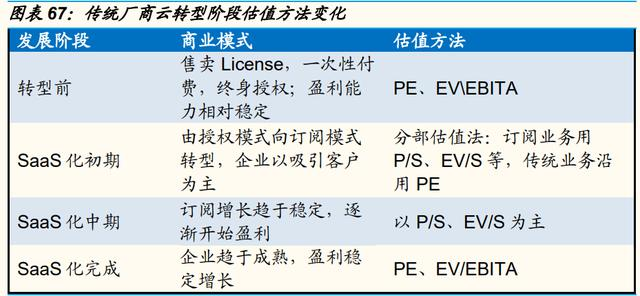 图表 67：传统厂商云转型阶段估值方法变化
发展阶段 商业模式 估值方法
售卖 License，一次性付
转型前 费，终身授权；盈利能 PE、EV\EBITA
力相对稳定
由授权模式向订阅模式 分部估值法：订阅业务用
SaaS 化初期 转型，企业以吸引客户 P/S、EV/S 等，传统业务沿
为主 用 PE
SaaS 化中期 订阅增长趋于稳定，逐 以 P/S、EV/S 为主
渐开始盈利
SaaS 化完成 企业趋于成熟，盈利稳 PE、EV/EBITA
定增长